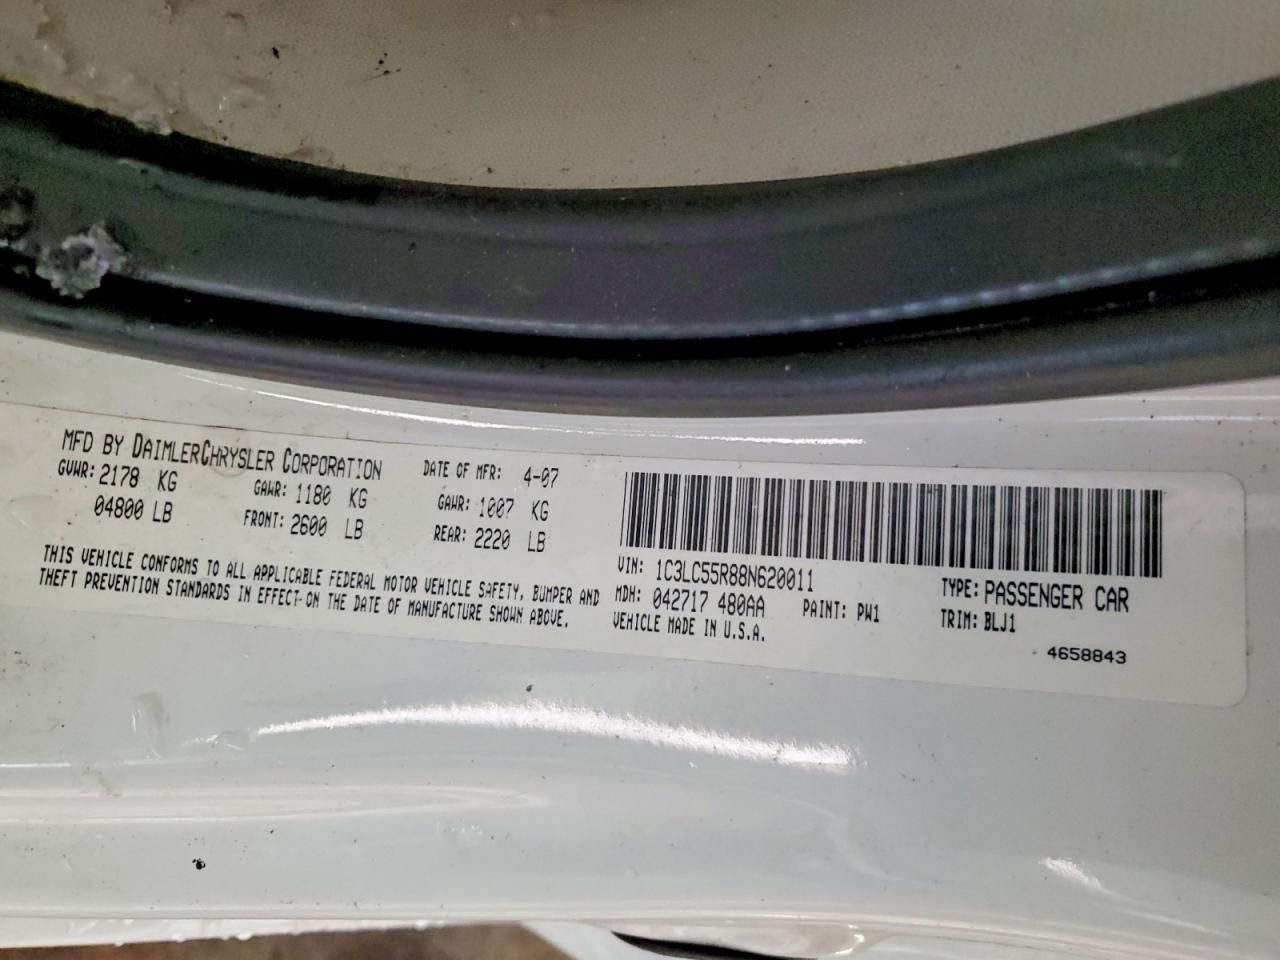 MFD BY DAIMLERCHRYSLER CORPORATION DATE OF MFR: 4-07
GVWR: 2178 KG GAWR: 1180 KG GAWR: 1007 KG
04800 LB FRONT: 2600 LB REAR: 2220 LB
THIS VEHICLE CONFORMS TO ALL APPLICABLE FEDERAL MOTOR VEHICLE SAFETY, BUMPER AND
THEFT PREVENTION STANDARDS IN EFFECT ON THE DATE OF MANUFACTURE SHOWN ABOVE.
VIN: 1C3LC55R88N620011 TYPE: PASSENGER CAR
MDH: 042717 480AA PAINT: PW1 TRIM: BLJ1
VEHICLE MADE IN U.S.A.
4658843